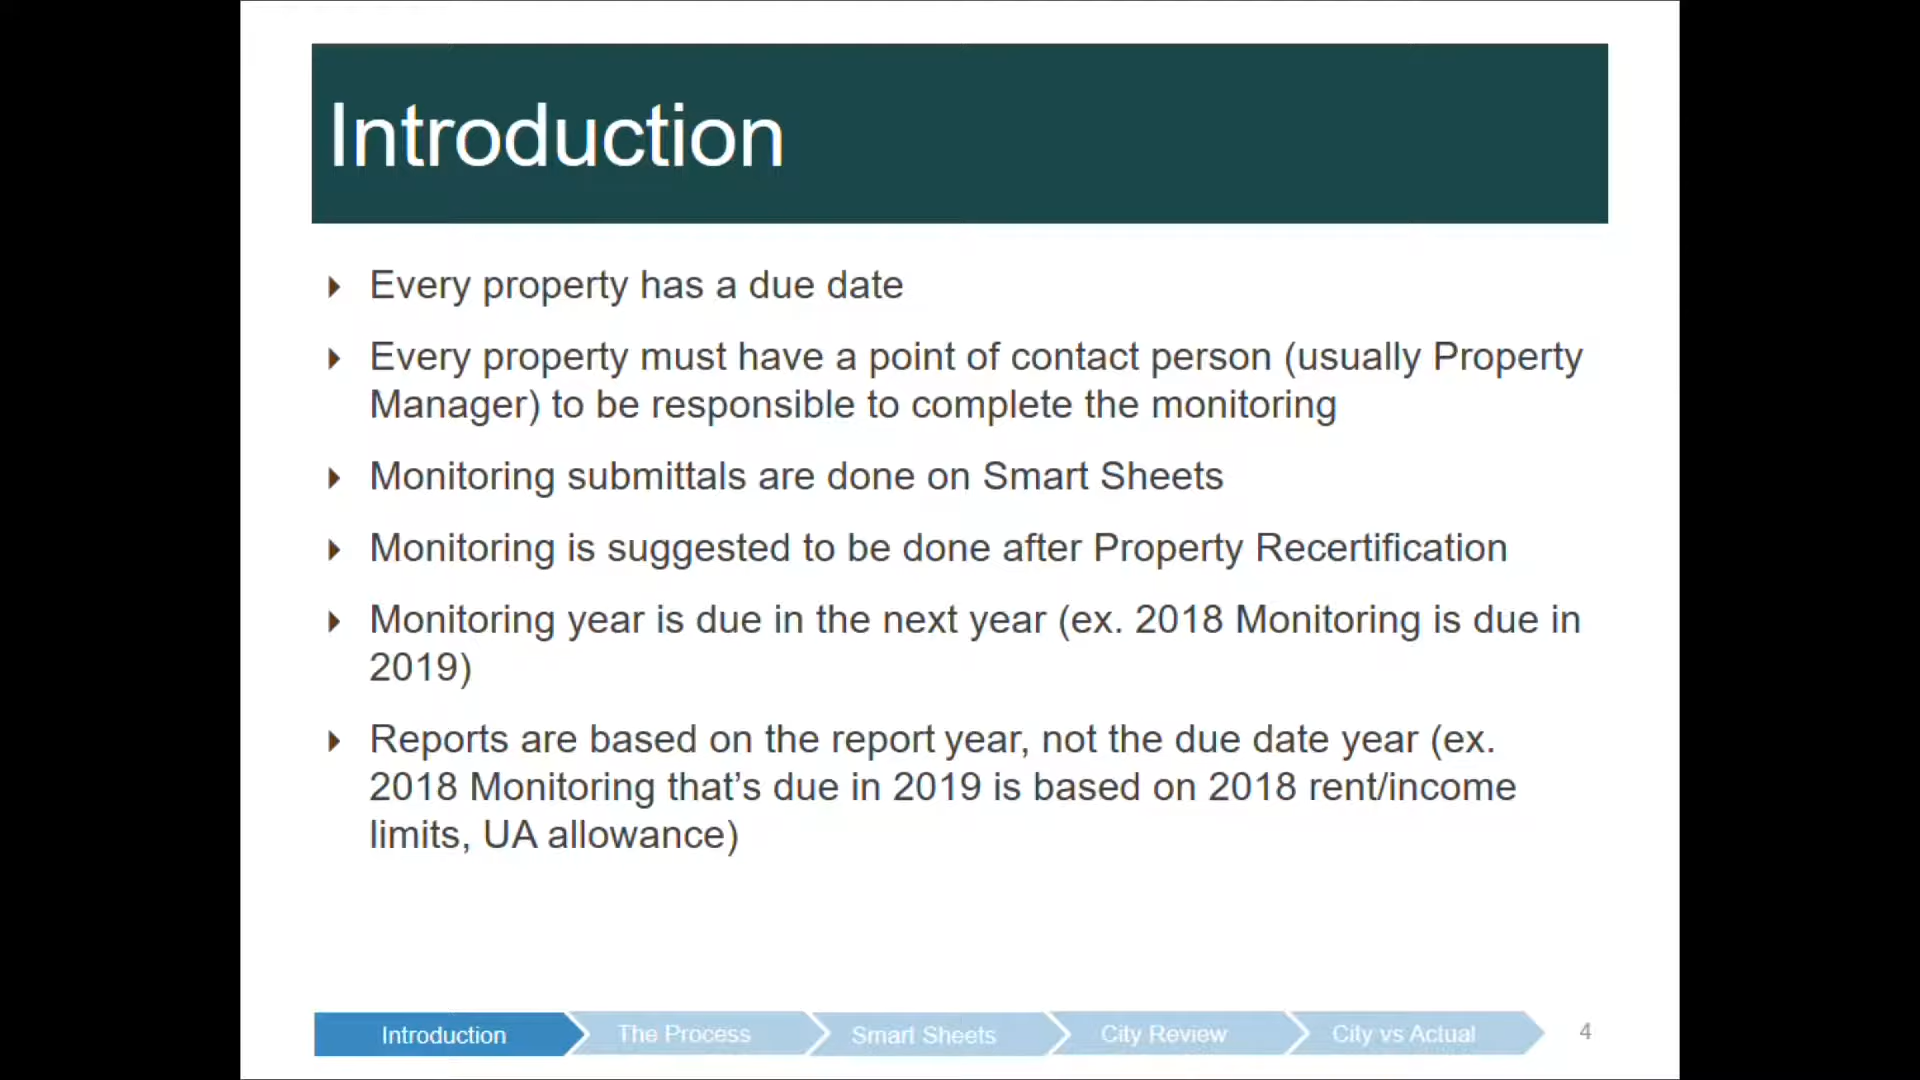 Introduction
Every property has a due date
Every property must have a point of contact person (usually Property
Manager) to be responsible to complete the monitoring
Monitoring submittals are done on Smart Sheets
Monitoring is suggested to be done after Property Recertification
Monitoring year is due in the next year (ex. 2018 Monitoring is due in
2019)
Reports are based on the report year, not the due date year (ex.
2018 Monitoring that’s due in 2019 is based on 2018 rent/income
limits, UA allowance)
Introduction
The Process
Smart Sheets
City Review
City vs Actual
4